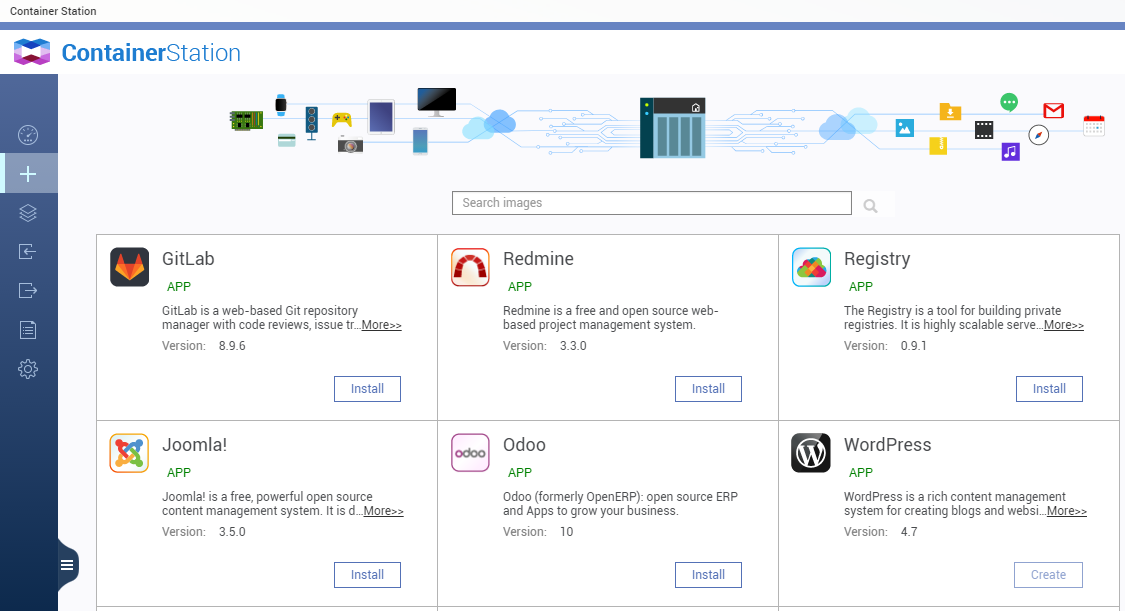 Container Station
ContainerStation
Search images
GitLab
APP
GitLab is a web-based Git repository
manager with code reviews, issue tr...More>>
Version: 8.9.6
Install
Redmine
APP
Redmine is a free and open source web-
based project management system.
Version: 3.3.0
Install
Registry
APP
The Registry is a tool for building private
registries. It is highly scalable serve...More>>
Version: 0.9.1
Install
Joomla!
APP
Joomla! is a free, powerful open source
content management system. It is d...More>>
Version: 3.5.0
Install
odoo
Odoo
APP
Odoo (formerly OpenERP): open source ERP
and Apps to grow your business.
Version: 10
Install
WordPress
APP
WordPress is a rich content management
system for creating blogs and websi...More>>
Version: 4.7
Create